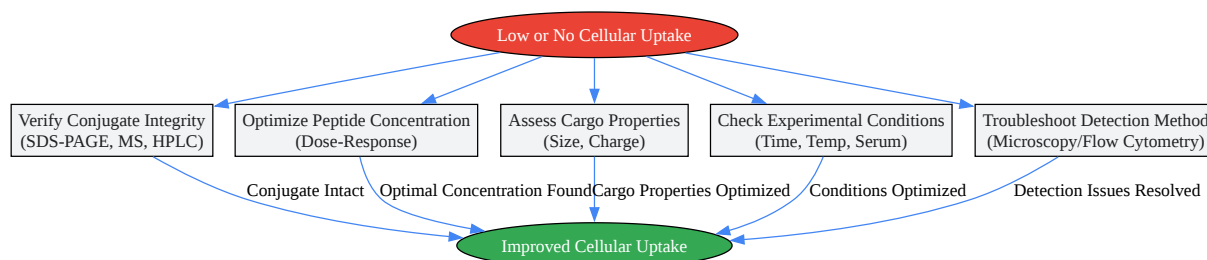 Low or No Cellular Uptake
Verify Conjugate Integrity
(SDS-PAGE, MS, HPLC)
Optimize Peptide Concentration
(Dose-Response)
Assess Cargo Properties
(Size, Charge)
Check Experimental Conditions
(Time, Temp, Serum)
Troubleshoot Detection Method
(Microscopy/Flow Cytometry)
Conjugate Intact
Optimal Concentration Found
Cargo Properties Optimized
Conditions Optimized
Detection Issues Resolved
Improved Cellular Uptake